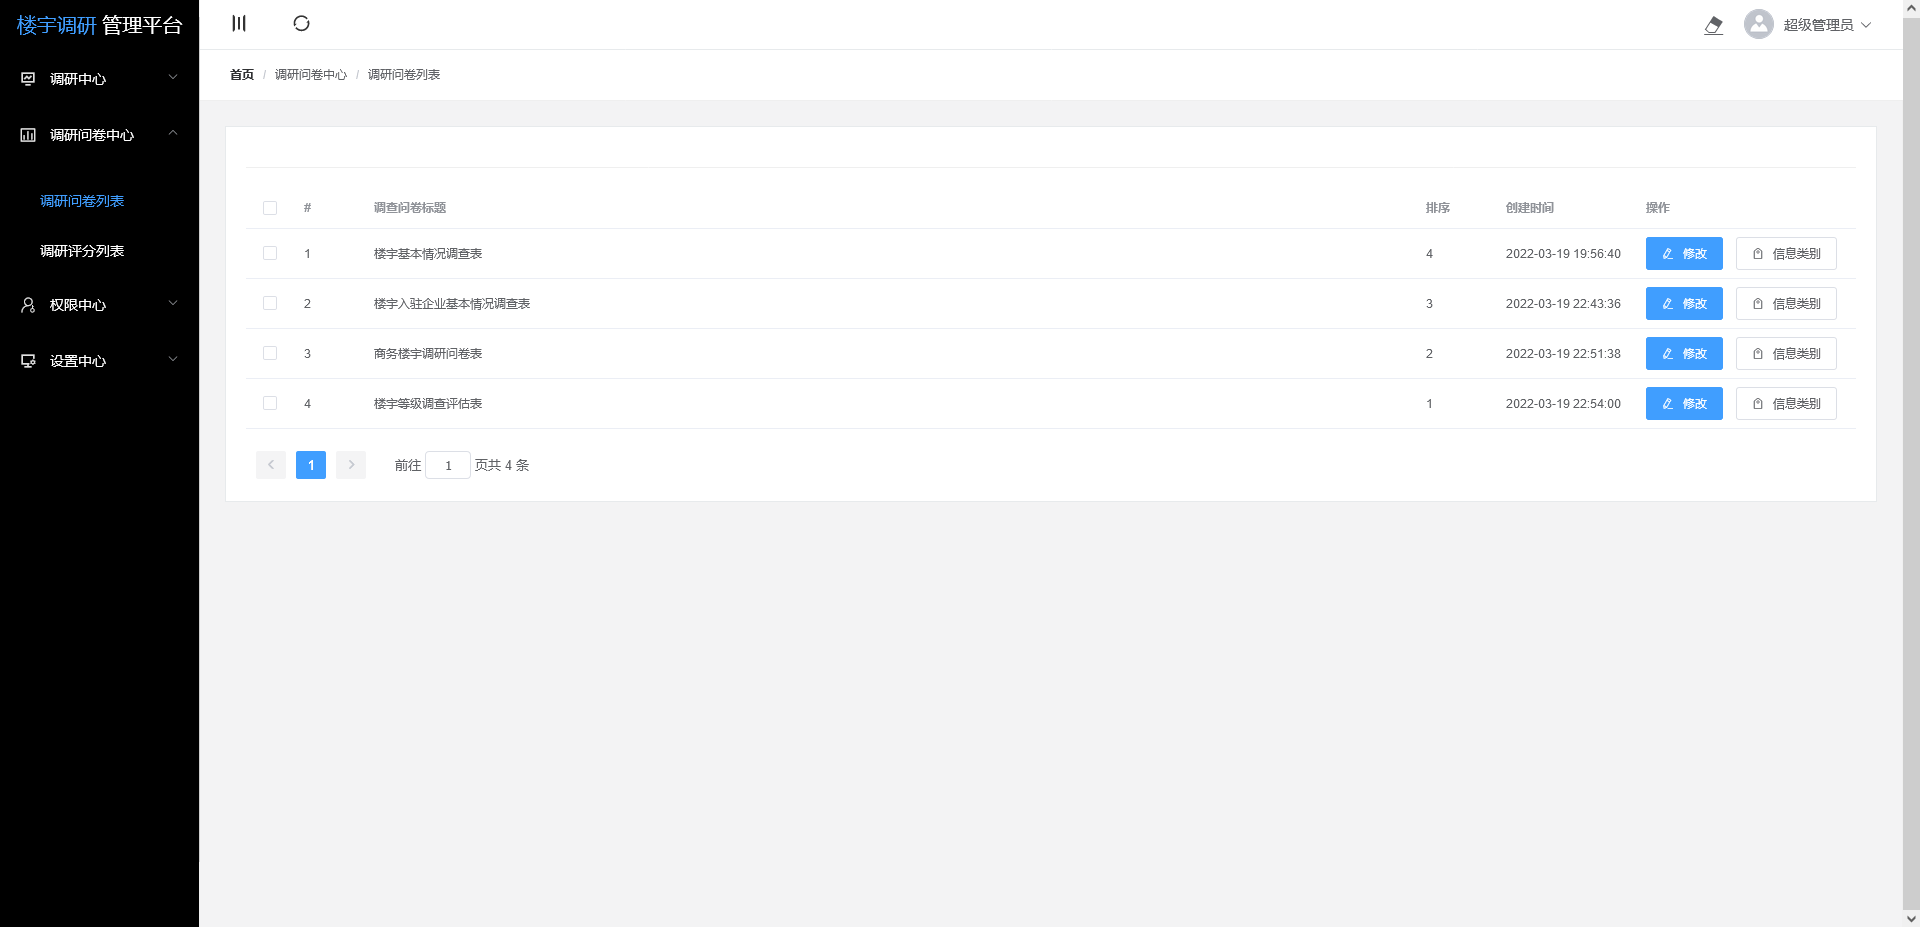 楼宇调研 管理平台
超级管理员
首页 / 调研问卷中心 / 调研问卷列表
调研中心
调研问卷中心
调研问卷列表
调研评分列表
权限中心
设置中心
# 调查问卷标题 排序 创建时间 操作
1 楼宇基本情况调查表 4 2022-03-19 19:56:40 修改 信息类别
2 楼宇入驻企业基本情况调查表 3 2022-03-19 22:43:36 修改 信息类别
3 商务楼宇调研问卷表 2 2022-03-19 22:51:38 修改 信息类别
4 楼宇等级调查评估表 1 2022-03-19 22:54:00 修改 信息类别
1 前往 1 页共 4 条